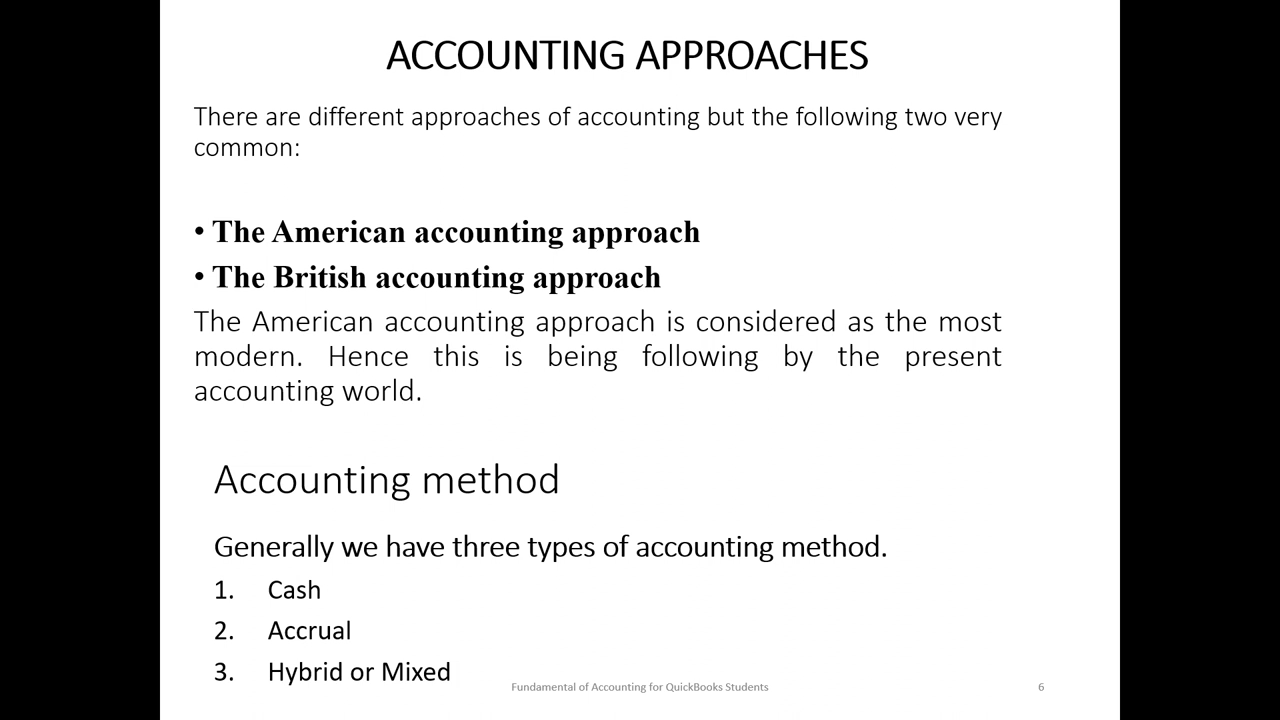 ACCOUNTING APPROACHES
There are different approaches of accounting but the following two very
common:
• The American accounting approach
• The British accounting approach
The American accounting approach is considered as the most
modern. Hence this is being following by the present
accounting world.
Accounting method
Generally we have three types of accounting method.
1. Cash
2. Accrual
3. Hybrid or Mixed
Fundamental of Accounting for QuickBooks Students 6